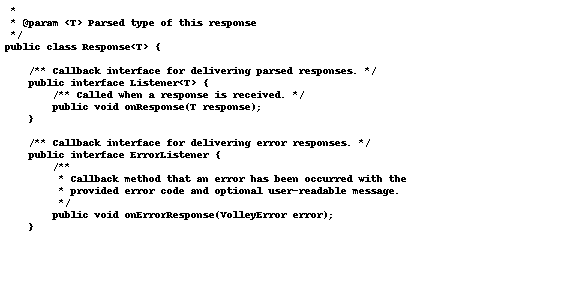 *
 * @param <T> Parsed type of this response
 */
public class Response<T> {

    /** Callback interface for delivering parsed responses. */
    public interface Listener<T> {
        /** Called when a response is received. */
        public void onResponse(T response);
    }

    /** Callback interface for delivering error responses. */
    public interface ErrorListener {
        /**
         * Callback method that an error has been occurred with the
         * provided error code and optional user-readable message.
         */
        public void onErrorResponse(VolleyError error);
    }